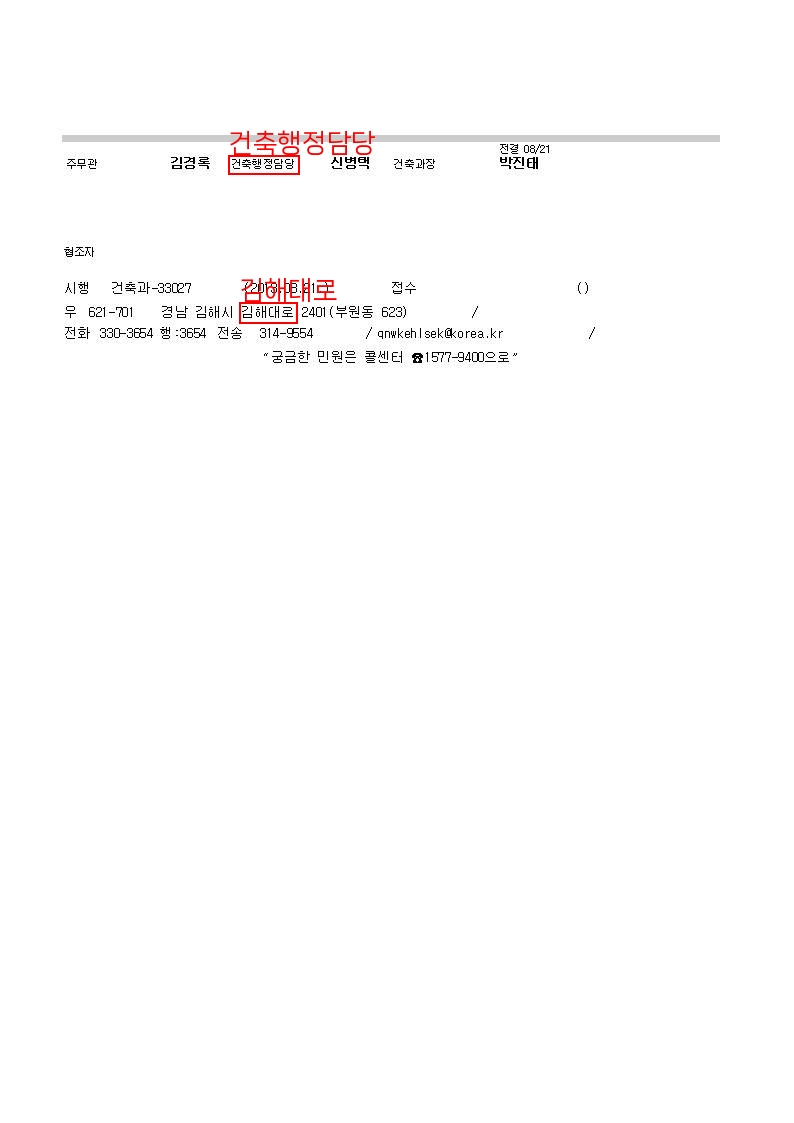 건축행정담당
전결 08/21
주무관 김경록 건축행정담당 신병택 건축과장 박진태
협조자
김해대로
시행 건축과-33027 (2013.08.21.) 접수 ()
우 621-701 경남 김해시 김해대로 2401(부원동 623) /
전화 330-3654 행:3654 전송 314-9554 / qnwkehlsek@korea.kr /
"궁금한 민원은 콜센터 ☎1577-9400으로"